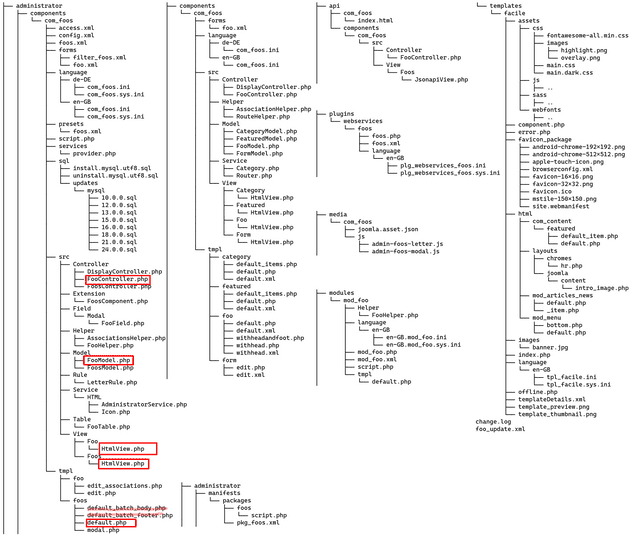 administrator
components
com_foos
access.xml
config.xml
foos.xml
forms
filter_foos.xml
foo.xml
language
de-DE
com_foos.ini
com_foos.sys.ini
en-GB
com_foos.ini
com_foos.sys.ini
presets
foos.xml
script.php
services
provider.php
sql
install.mysql.utf8.sql
uninstall.mysql.utf8.sql
updates
mysql
10.0.0.sql
12.0.0.sql
13.0.0.sql
15.0.0.sql
16.0.0.sql
18.0.0.sql
21.0.0.sql
24.0.0.sql
src
Controller
DisplayController.php
FooController.php
FoosController.php
Extension
FoosComponent.php
Field
Modal
FooField.php
Helper
AssociationsHelper.php
FooHelper.php
Model
FooModel.php
FoosModel.php
Rule
LetterRule.php
Service
HTML
AdministratorService.php
Icon.php
Table
FooTable.php
View
Foo
HtmlView.php
Foo
HtmlView.php
tmpl
foo
edit_associations.php
edit.php
foos
default_batch_body.php
default_batch_footer.php
default.php
modal.php
components
com_foos
forms
foo.xml
language
de-DE
com_foos.ini
en-GB
com_foos.ini
src
Controller
DisplayController.php
FooController.php
Helper
AssociationHelper.php
RouteHelper.php
Model
CategoryModel.php
FeaturedModel.php
FooModel.php
FormModel.php
Service
Category.php
Router.php
View
Category
HtmlView.php
Featured
HtmlView.php
Foo
HtmlView.php
Form
HtmlView.php
tmpl
category
default_items.php
default.php
default.xml
featured
default_items.php
default.php
default.xml
foo
default.php
default.xml
withheadandfoot.php
withhead.php
withhead.xml
form
edit.php
edit.xml
administrator
manifests
packages
foos
script.php
pkg_foos.xml
api
com_foos
index.html
components
com_foos
src
Controller
FooController.php
View
Foos
JsonapiView.php
plugins
webservices
foos
foos.php
foos.xml
language
en-GB
plg_webservices_foos.ini
plg_webservices_foos.sys.ini
media
com_foos
joomla.asset.json
js
admin-foos-letter.js
admin-foos-modal.js
modules
mod_foo
Helper
FooHelper.php
language
en-GB
en-GB.mod_foo.ini
en-GB.mod_foo.sys.ini
mod_foo.php
mod_foo.xml
script.php
tmpl
default.php
templates
facile
assets
css
fontawesome-all.min.css
images
highlight.png
overlay.png
main.css
main.dark.css
js
..
sass
..
webfonts
..
component.php
error.php
favicon_package
android-chrome-192×192.png
android-chrome-512×512.png
apple-touch-icon.png
browserconfig.xml
favicon-16×16.png
favicon-32×32.png
favicon.ico
mstile-150×150.png
site.webmanifest
html
com_content
featured
default_item.php
default.php
layouts
chromes
hr.php
joomla
content
intro_image.php
mod_articles_news
default.php
_item.php
mod_menu
bottom.php
default.php
images
banner.jpg
index.php
language
en-GB
tpl_facile.ini
tpl_facile.sys.ini
offline.php
templateDetails.xml
template_preview.png
template_thumbnail.png
change.log
foo_update.xml